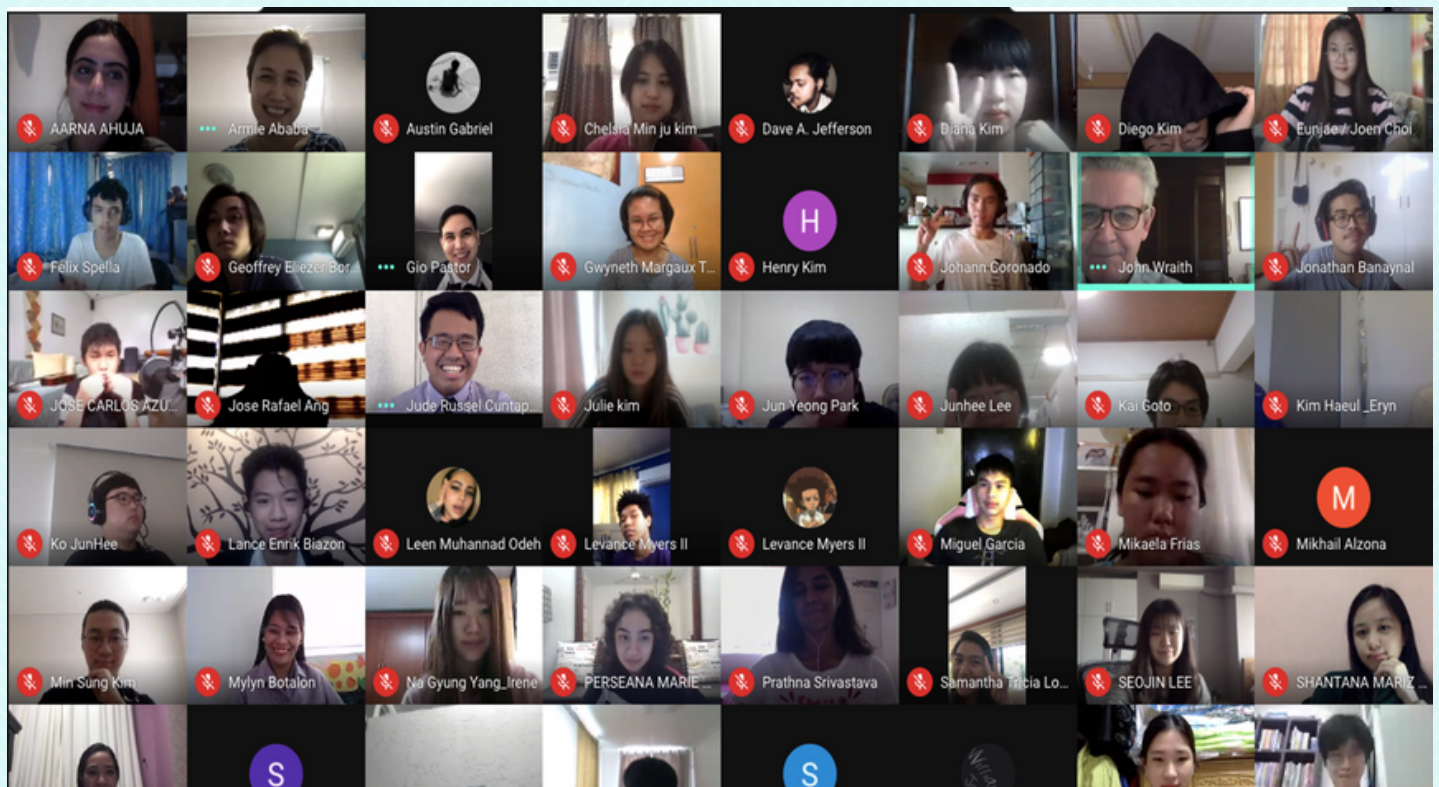 AARNA AHUJA
Armie Ababa
Austin Gabriel
Chelsia Min ju kim
Dave A. Jefferson
Diana Kim
Diego Kim
Eunjae / Joen Choi
Felix Spella
Geoffrey Eliezer Bor...
Gio Pastor
Gwyneth Margaux T...
H
Henry Kim
Johann Coronado
John Wraith
Jonathan Banaynal
JOSE CARLOS AZU...
Jose Rafael Ang
Jude Russel Cuntap...
Julie kim
Jun Yeong Park
Junhee Lee
Kai Goto
Kim Haeul _Eryn
Ko JunHee
Lance Enrik Biazon
Leen Muhannad Odeh
Levance Myers II
Levance Myers II
Miguel Garcia
Mikaela Frias
M
Mikhail Alzona
Min Sung Kim
Mylyn Botalon
Na Gyung Yang_Irene
PERSEANA MARIE ...
Prathna Srivastava
Samantha Tricia Lo...
SEOJIN LEE
SHANTANA MARIZ ...
S
S